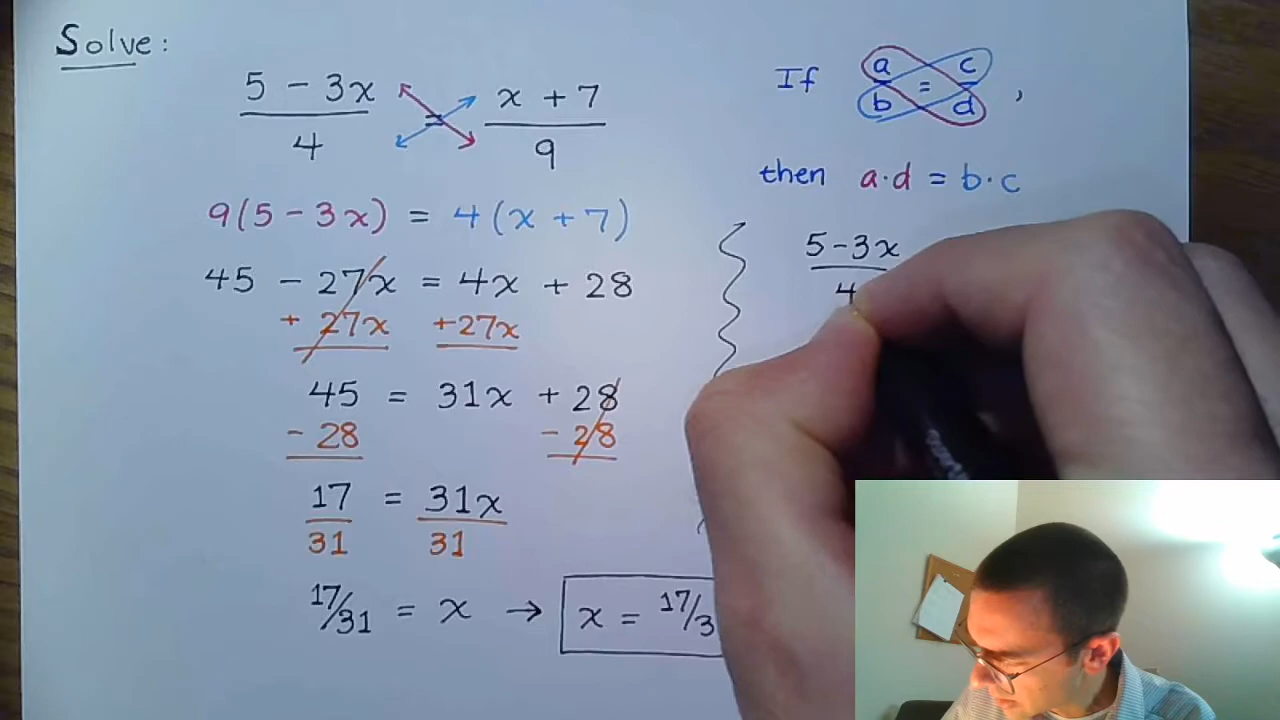 Solve:
5 - 3x / 4 = x + 7 / 9
9(5 - 3x) = 4(x + 7)
45 - 27x = 4x + 28
+ 27x +27x
45 = 31x + 28
- 28 - 28
17 = 31x
31 31
17/31 = x → x = 17/3
If a/b = c/d ,
then a·d = b·c
5-3x
4